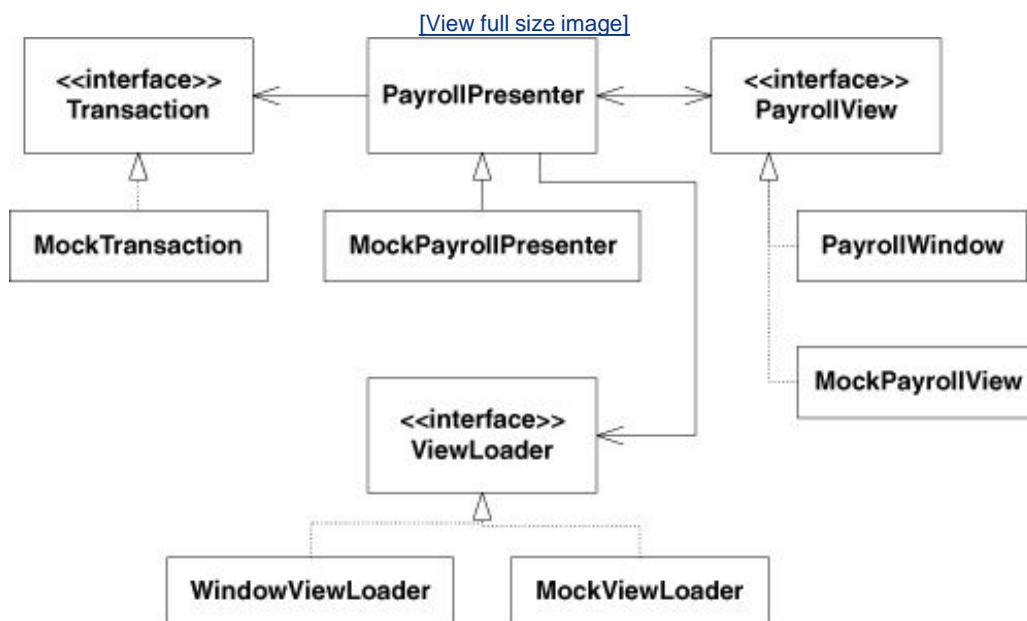 [View full size image]
<<interface>>
Transaction
PayrollPresenter
<<interface>>
PayrollView
MockTransaction
MockPayrollPresenter
PayrollWindow
MockPayrollView
<<interface>>
ViewLoader
WindowViewLoader
MockViewLoader